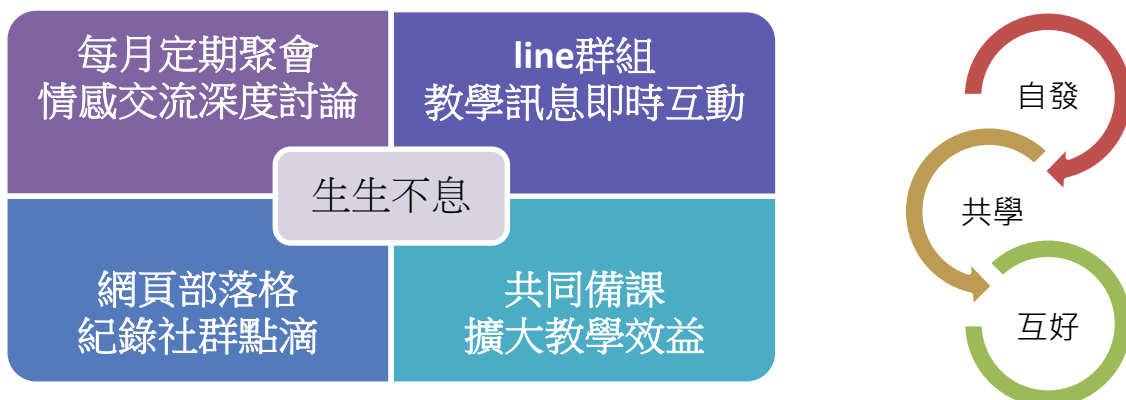 每月定期聚會
情感交流深度討論
line群組
教學訊息即時互動
生生不息
網頁部落格
紀錄社群點滴
共同備課
擴大教學效益
自發
共學
互好